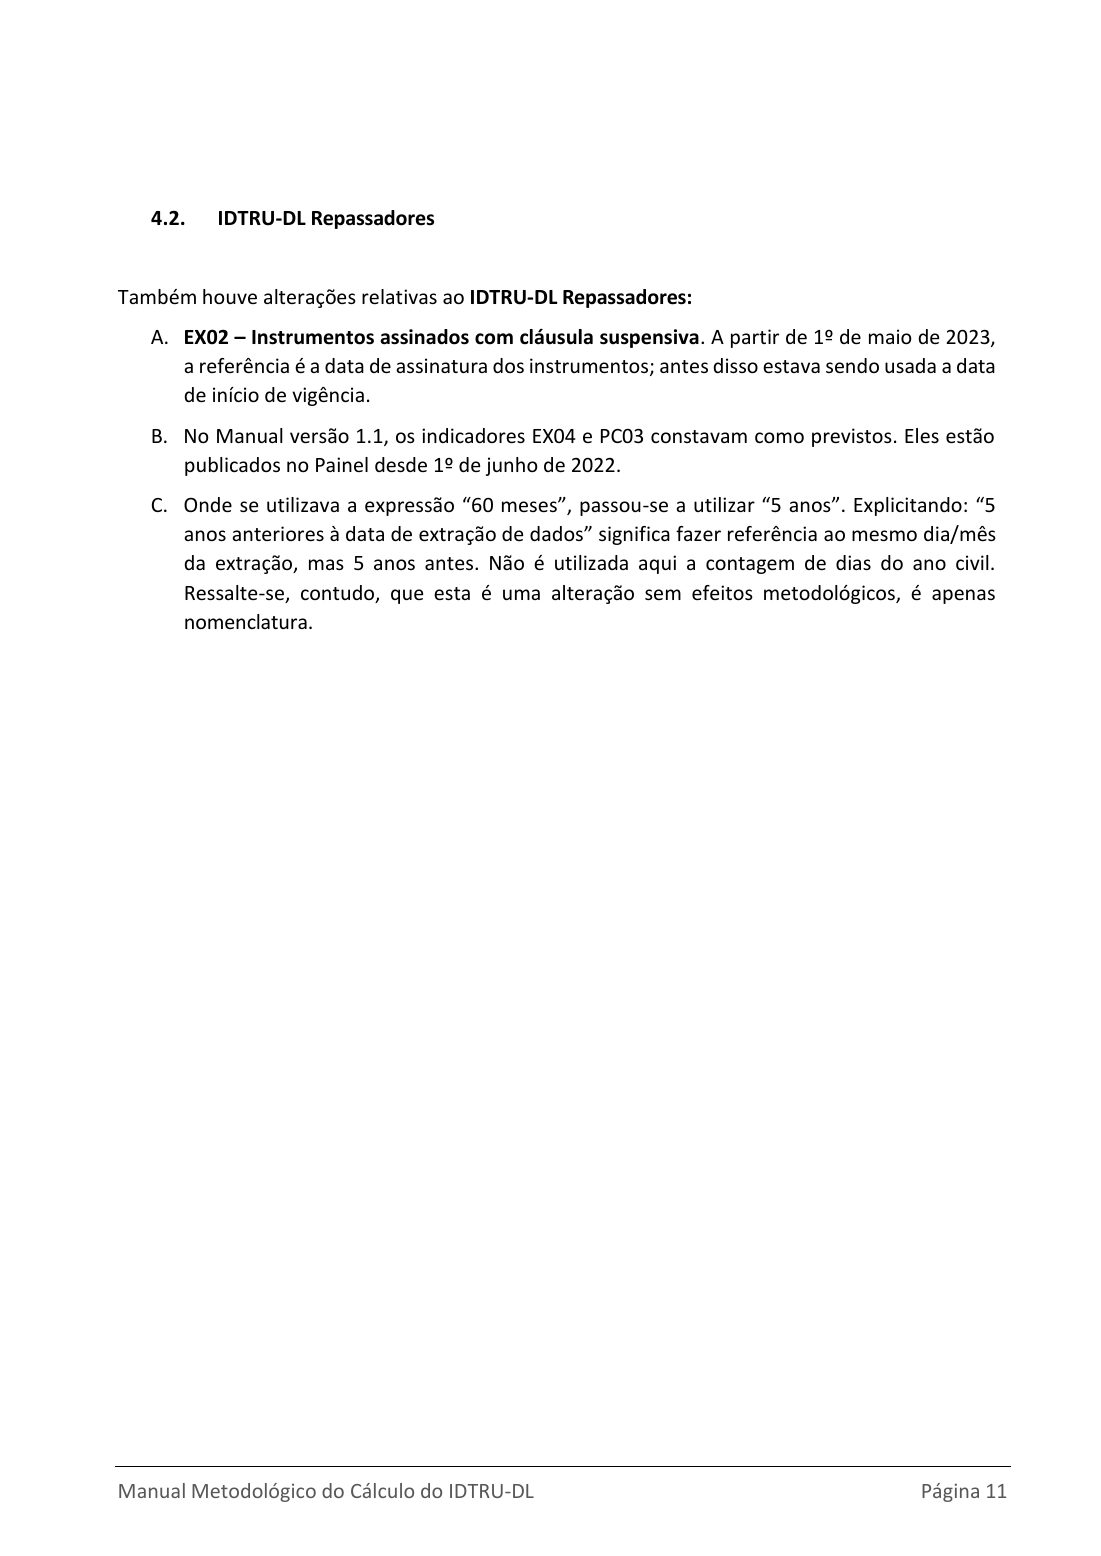 4.2. IDTRU-DL Repassadores
Também houve alterações relativas ao IDTRU-DL Repassadores:
A. EX02 – Instrumentos assinados com cláusula suspensiva. A partir de 1º de maio de 2023,
a referência é a data de assinatura dos instrumentos; antes disso estava sendo usada a data
de início de vigência.
B. No Manual versão 1.1, os indicadores EX04 e PC03 constavam como previstos. Eles estão
publicados no Painel desde 1º de junho de 2022.
C. Onde se utilizava a expressão “60 meses”, passou-se a utilizar “5 anos”. Explicitando: “5
anos anteriores à data de extração de dados” significa fazer referência ao mesmo dia/mês
da extração, mas 5 anos antes. Não é utilizada aqui a contagem de dias do ano civil.
Ressalte-se, contudo, que esta é uma alteração sem efeitos metodológicos, é apenas
nomenclatura.
Manual Metodológico do Cálculo do IDTRU-DL Página 11